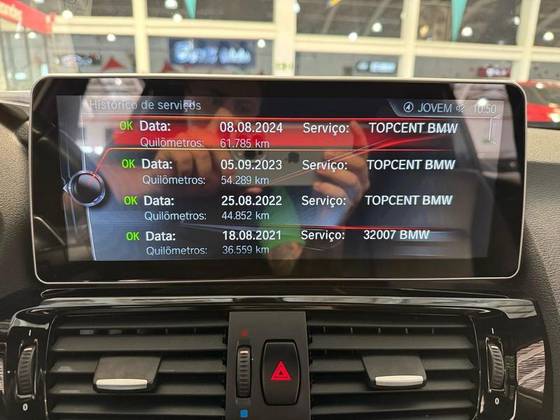 Histórico de serviços JOVEM 10:50
OK Data: 08.08.2024 Serviço: TOPCENT BMW
Quilômetros: 61.785 km
OK Data: 05.09.2023 Serviço: TOPCENT BMW
Quilômetros: 54.289 km
OK Data: 25.08.2022 Serviço: TOPCENT BMW
Quilômetros: 44.852 km
OK Data: 18.08.2021 Serviço: 32007 BMW
Quilômetros: 36.559 km
0 0